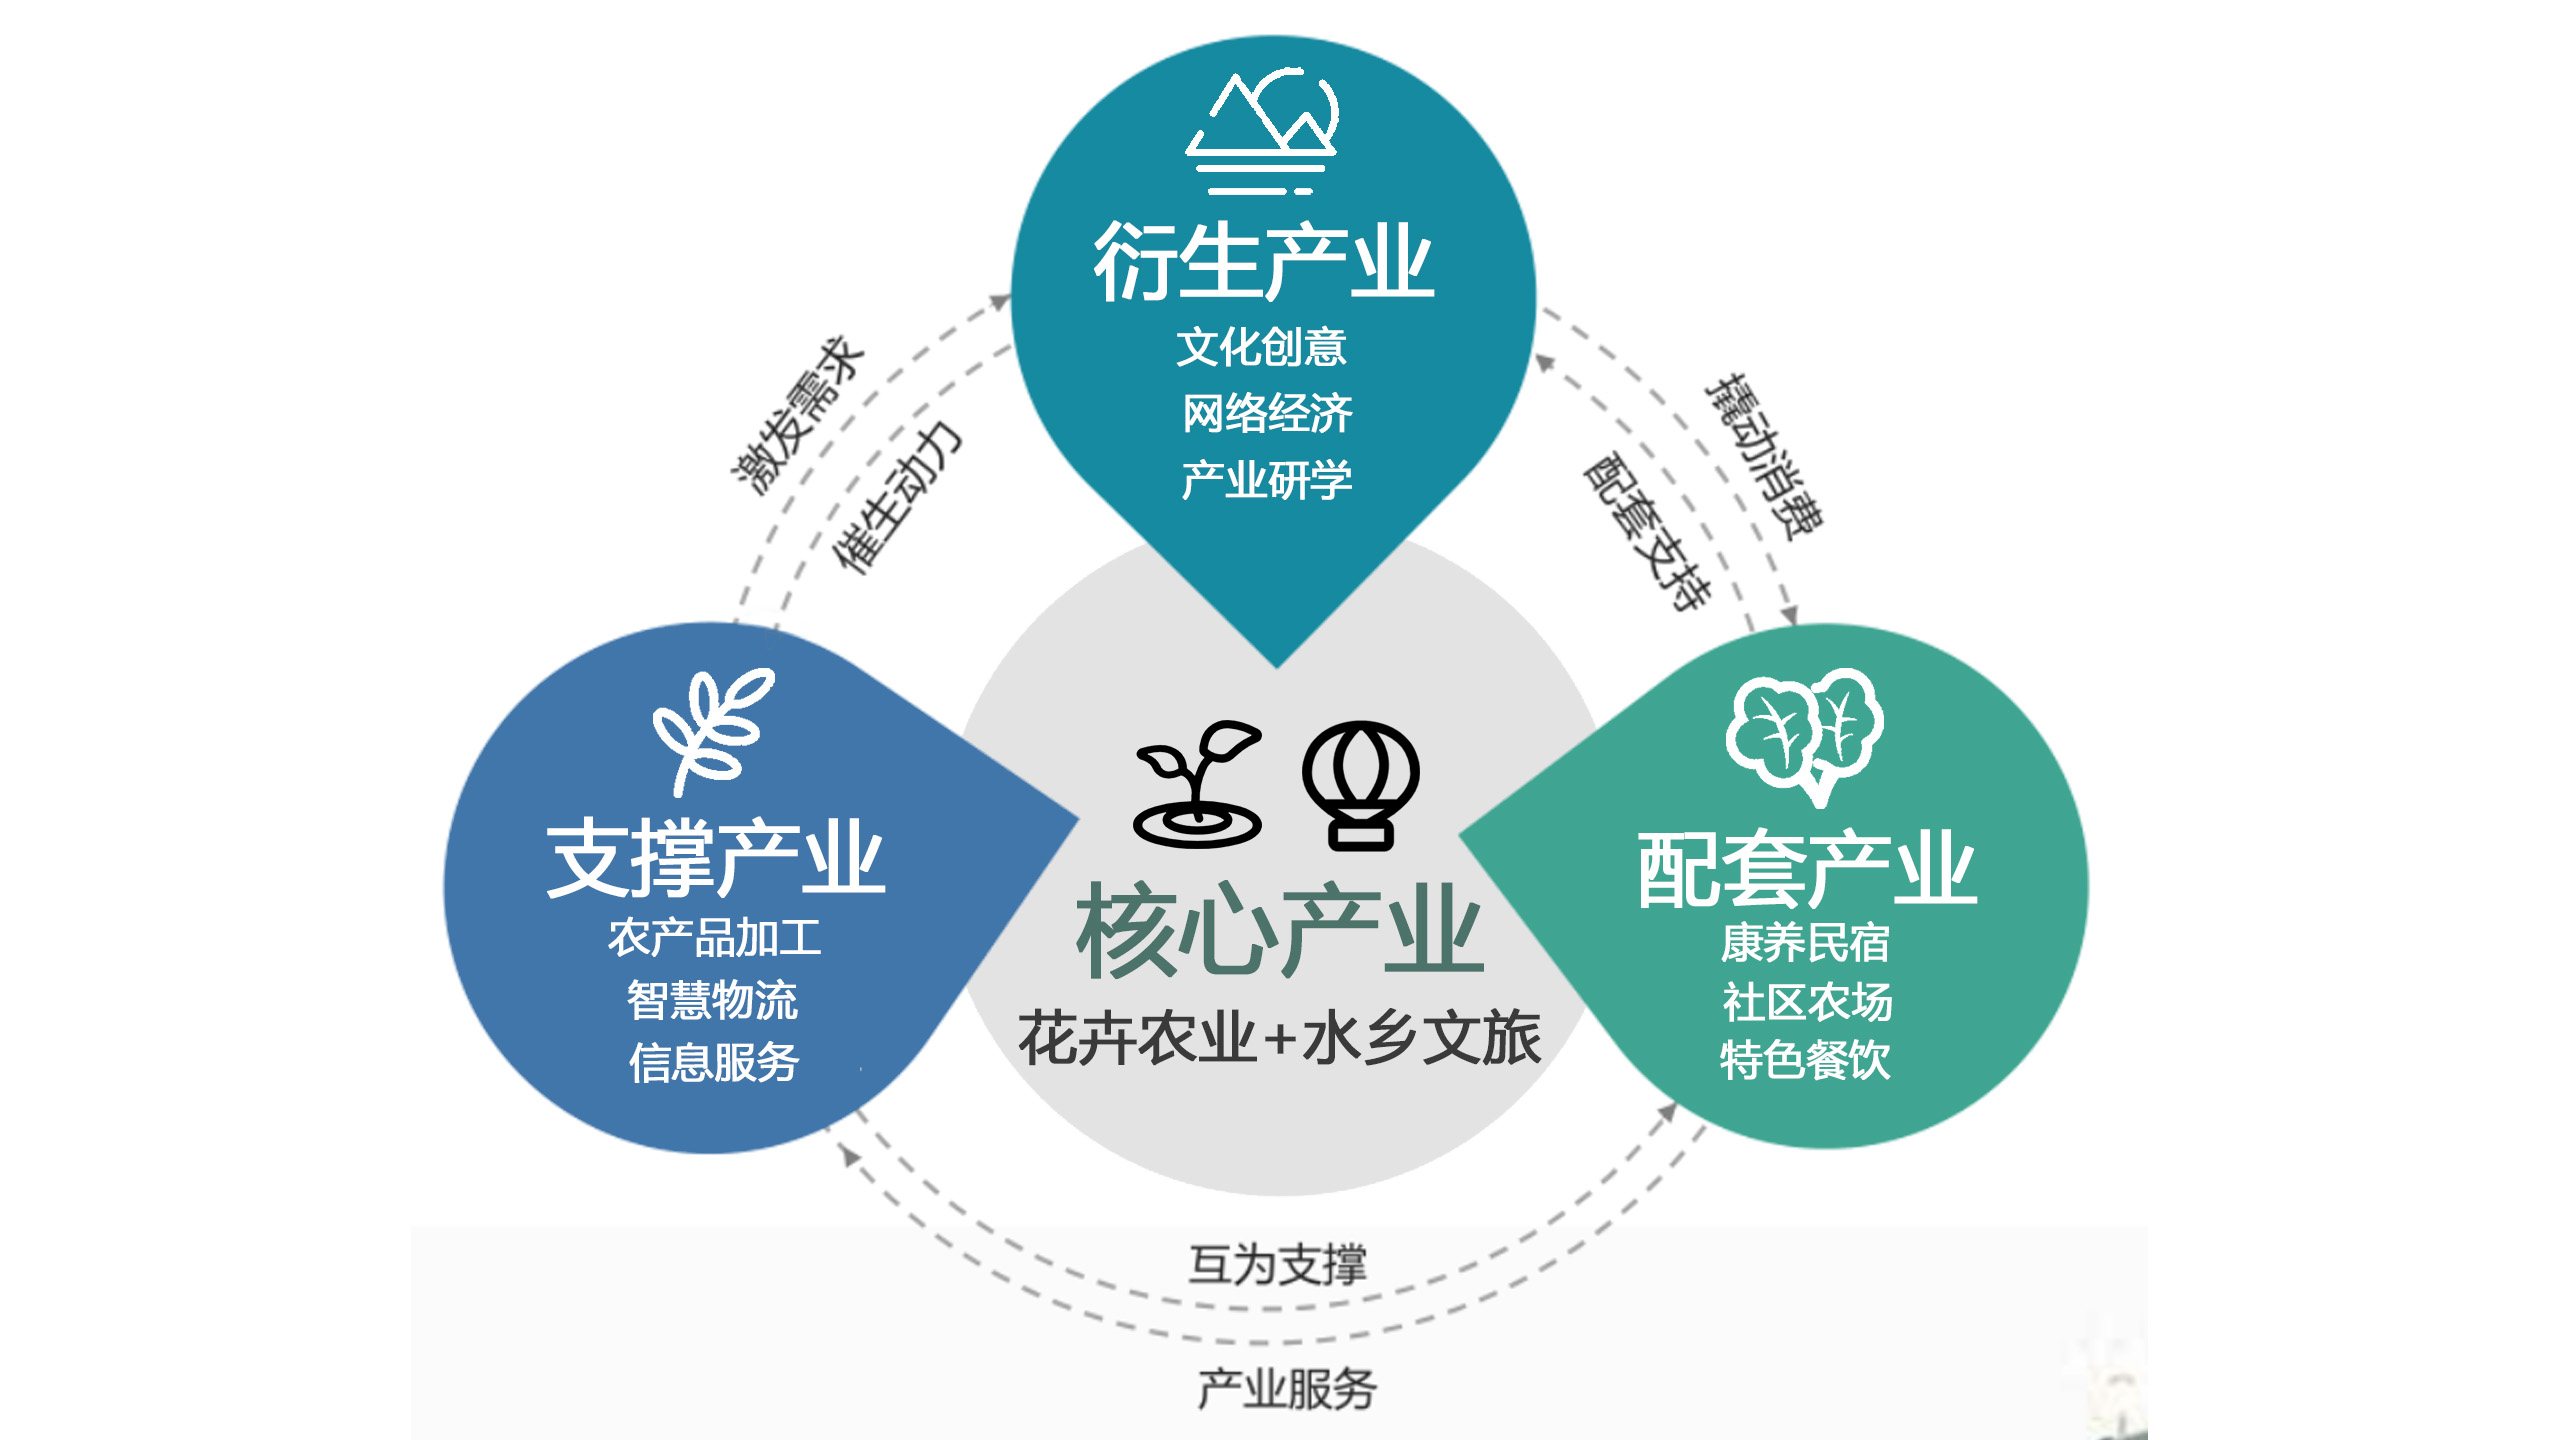 衍生产业
文化创意
网络经济
产业研学
激发需求
催生动力
撬动消费
配套支持
支撑产业
农产品加工
智慧物流
信息服务
核心产业
花卉农业+水乡文旅
配套产业
康养民宿
社区农场
特色餐饮
互为支撑
产业服务